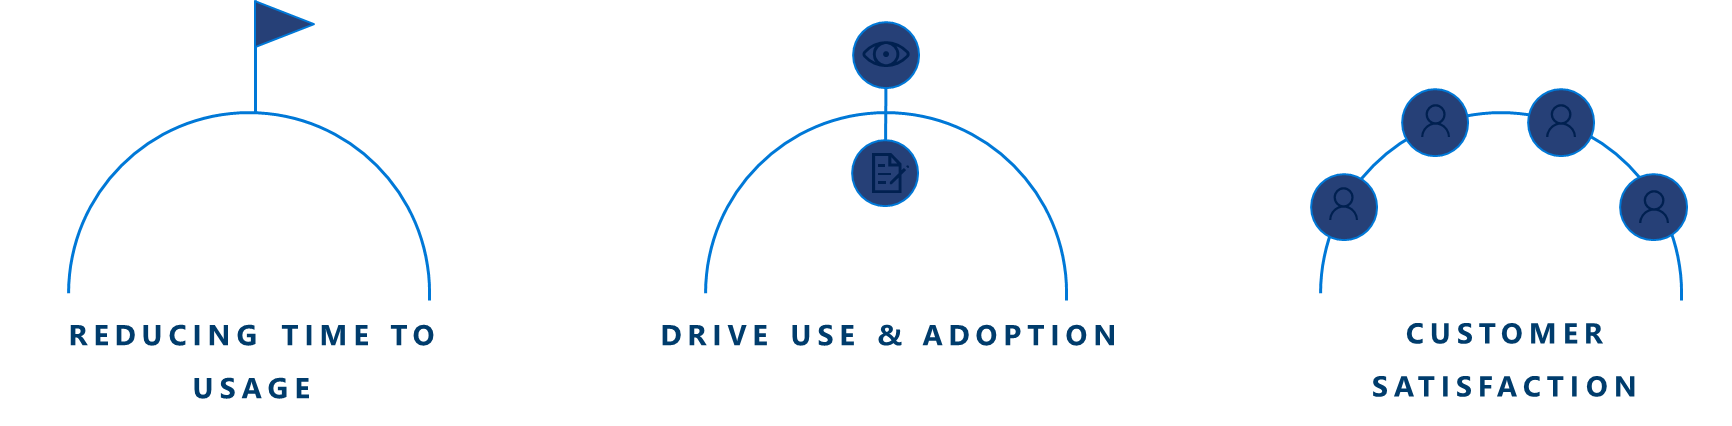 REDUCING TIME TO
USAGE
DRIVE USE & ADOPTION
CUSTOMER
SATISFACTION